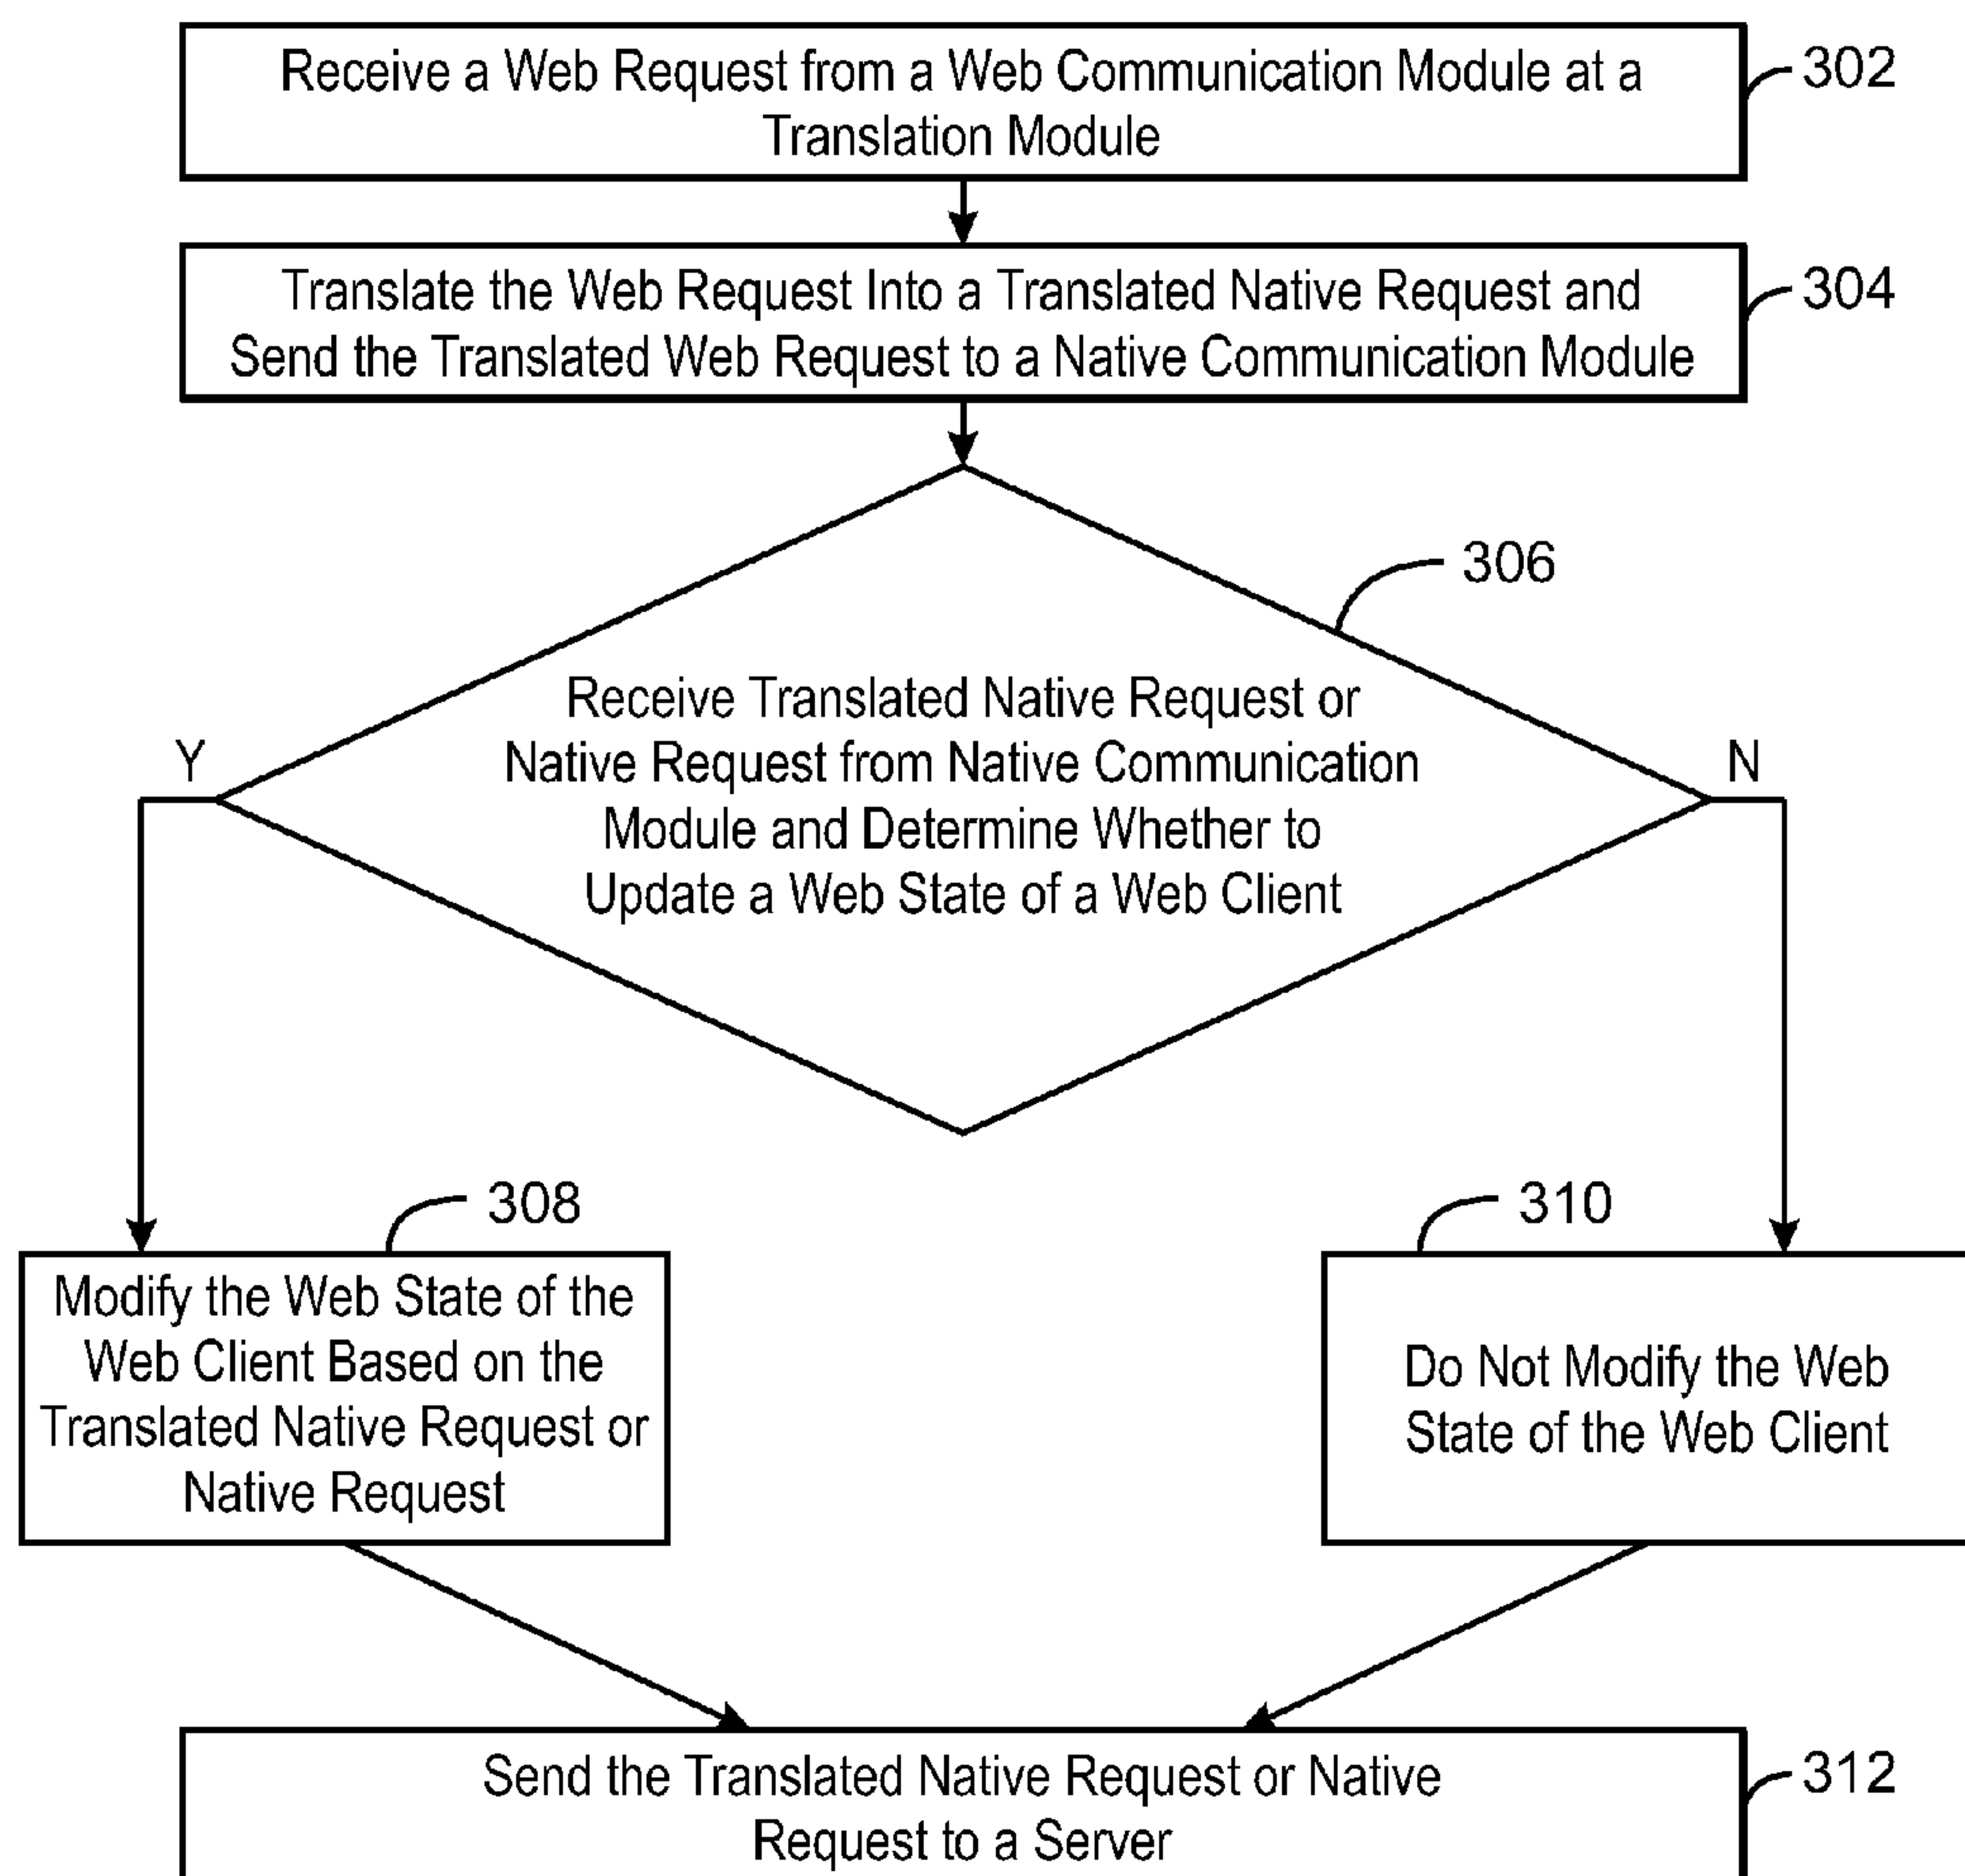 Receive a Web Request from a Web Communication Module at a
Translation Module
302
Translate the Web Request Into a Translated Native Request and
Send the Translated Web Request to a Native Communication Module
304
306
Receive Translated Native Request or
Native Request from Native Communication
Module and Determine Whether to
Update a Web State of a Web Client
Y
N
308
Modify the Web State of the
Web Client Based on the
Translated Native Request or
Native Request
310
Do Not Modify the Web
State of the Web Client
Send the Translated Native Request or Native
Request to a Server
312